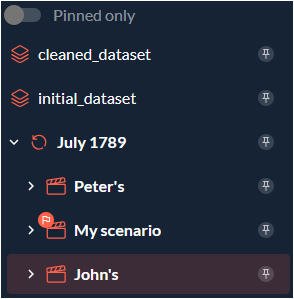 Pinned only
cleaned_dataset
initial_dataset
July 1789
Peter's
My scenario
John's